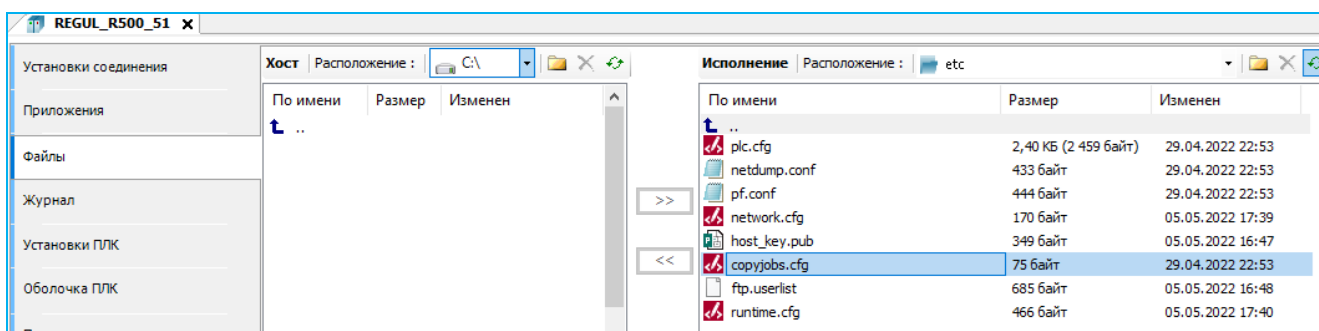 REGUL_R500_51 x
Установки соединения
Приложения
Файлы
Журнал
Установки ПЛК
Оболочка ПЛК
Хост Расположение : C:\
По имени Размер Изменен
..
>>
<<
Исполнение Расположение : etc
По имени Размер Изменен
..
plc.cfg 2,40 КБ (2 459 байт) 29.04.2022 22:53
netdump.conf 433 байт 29.04.2022 22:53
pf.conf 444 байт 29.04.2022 22:53
network.cfg 170 байт 05.05.2022 17:39
host_key.pub 349 байт 05.05.2022 16:47
copyjobs.cfg 75 байт 29.04.2022 22:53
ftp.userlist 685 байт 05.05.2022 16:48
runtime.cfg 466 байт 05.05.2022 17:40